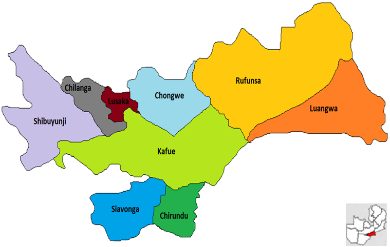 Rufunsa
Chilanga
Chongwe
Lusaka
Luangwa
Shibuyunji
Kafue
Siavonga
Chirundu